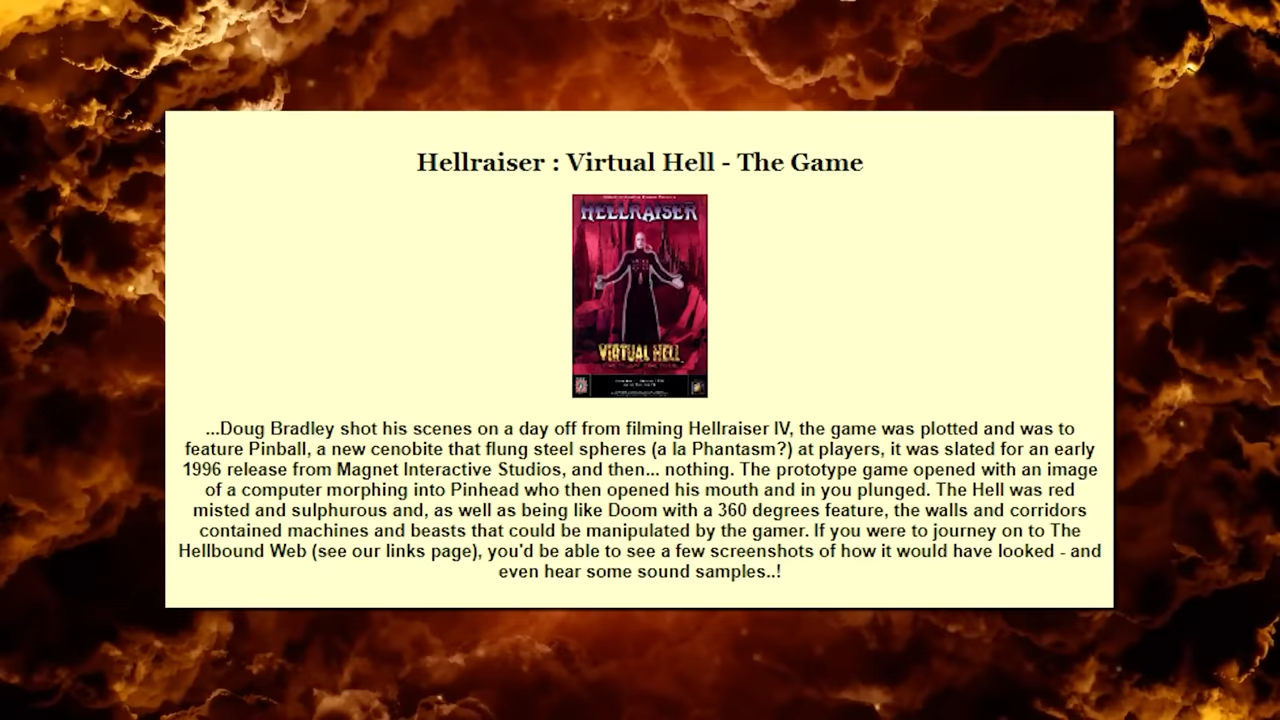 Hellraiser : Virtual Hell - The Game
HELLRAISER
VIRTUAL HELL
...Doug Bradley shot his scenes on a day off from filming Hellraiser IV, the game was plotted and was to
feature Pinball, a new cenobite that flung steel spheres (a la Phantasm?) at players, it was slated for an early
1996 release from Magnet Interactive Studios, and then... nothing. The prototype game opened with an image
of a computer morphing into Pinhead who then opened his mouth and in you plunged. The Hell was red
misted and sulphurous and, as well as being like Doom with a 360 degrees feature, the walls and corridors
contained machines and beasts that could be manipulated by the gamer. If you were to journey on to The
Hellbound Web (see our links page), you'd be able to see a few screenshots of how it would have looked - and
even hear some sound samples..!